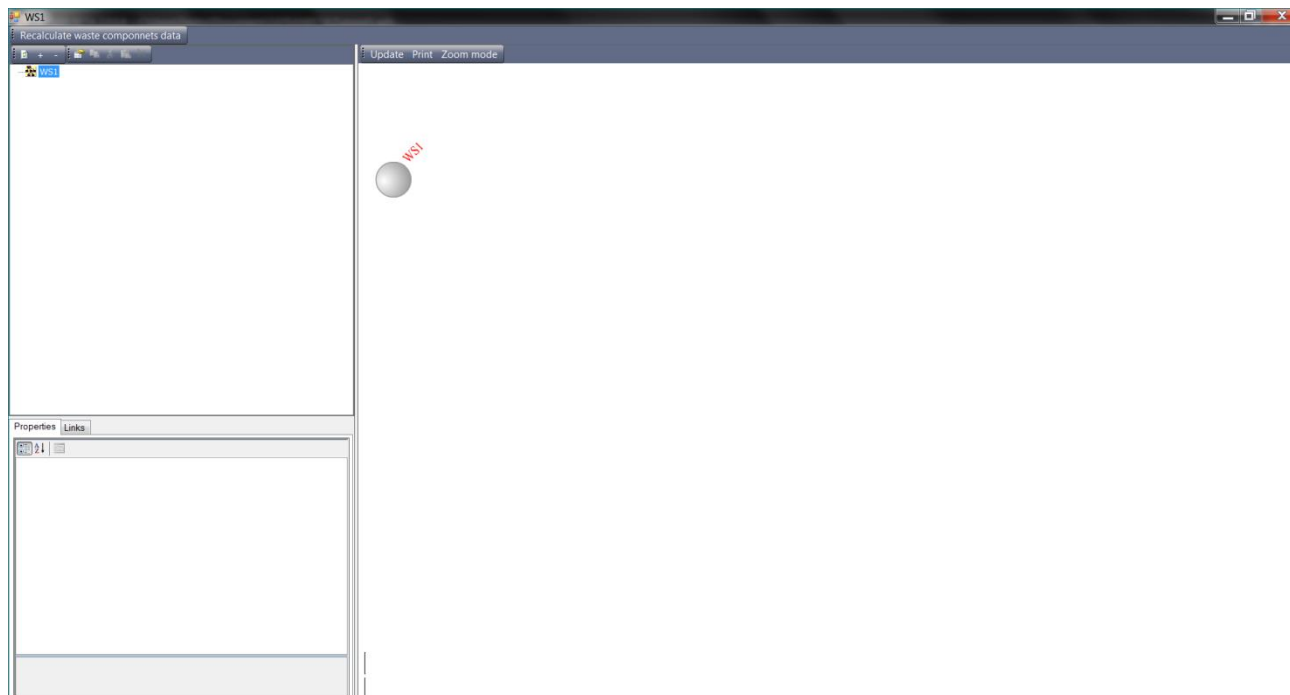 WS1
Recalculate waste componnets data
+ -
Update Print Zoom mode
WS1
WS1
Properties Links